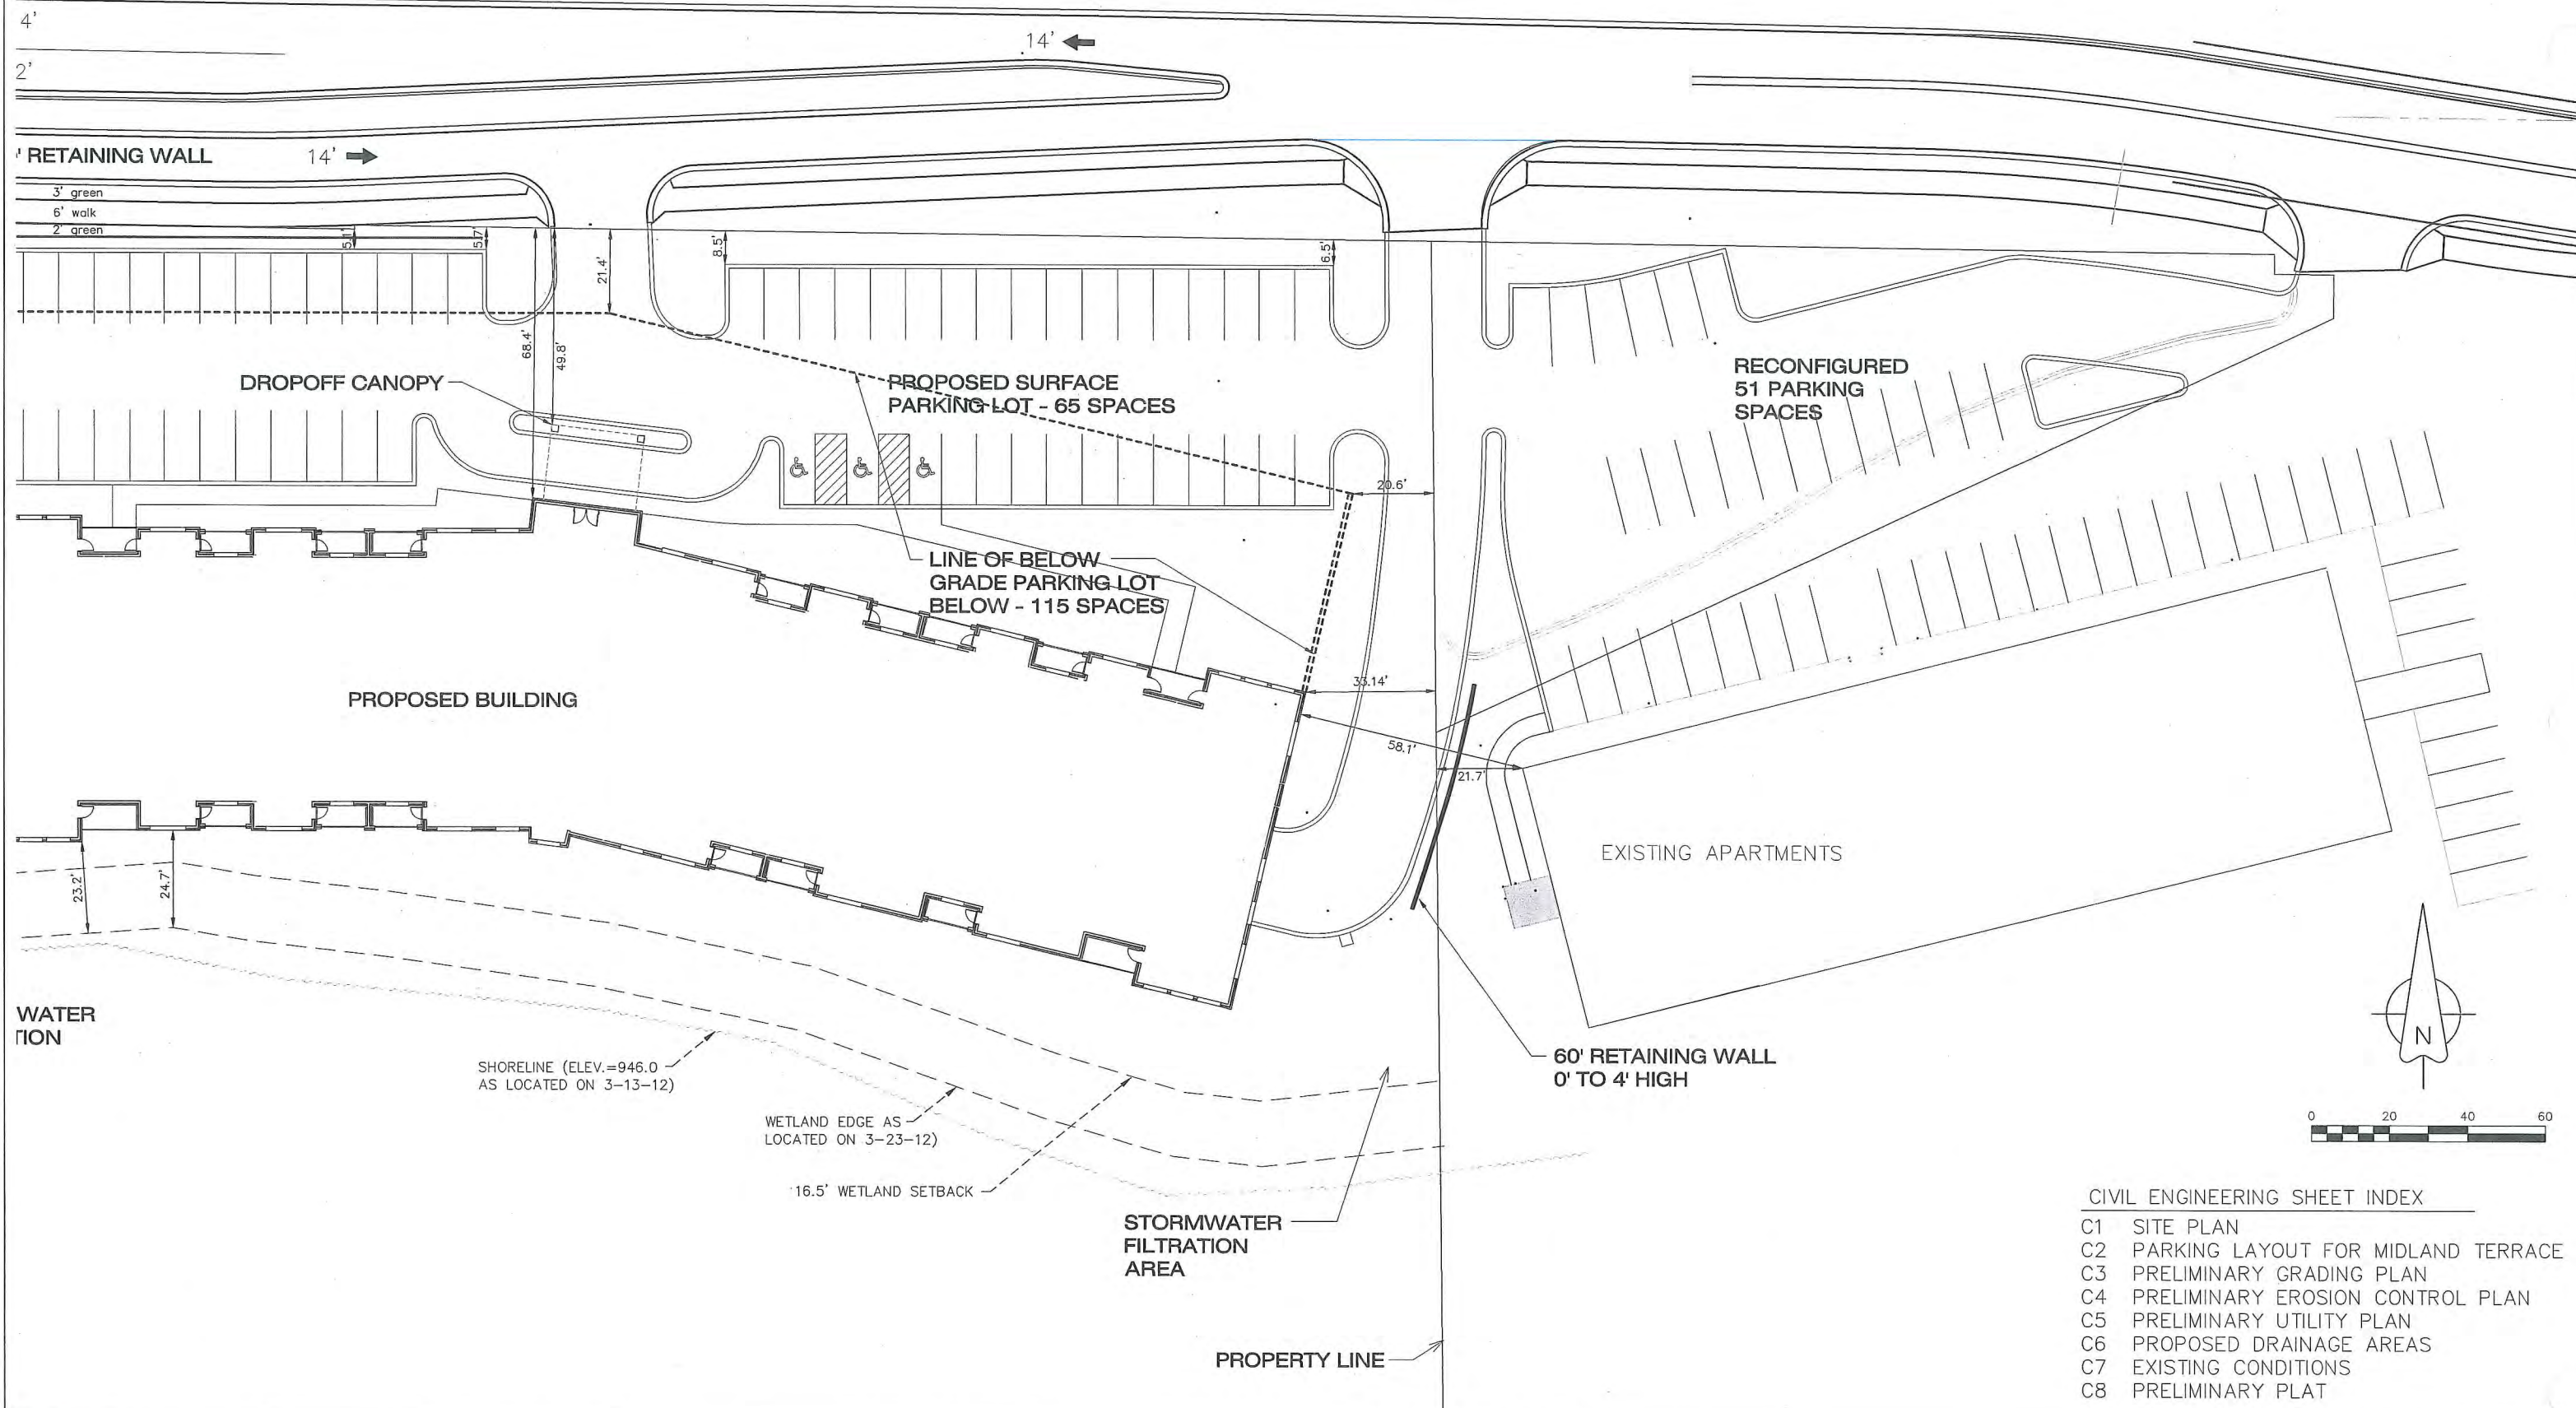 4'
14'
2'
' RETAINING WALL
14'
3' green
6' walk
2' green
5.1'
5.7'
21.4'
8.5'
6.5'
68.4'
49.8'
DROPOFF CANOPY
PROPOSED SURFACE
PARKING LOT - 65 SPACES
RECONFIGURED
51 PARKING
SPACES
20.6'
LINE OF BELOW
GRADE PARKING LOT
BELOW - 115 SPACES
33.14'
PROPOSED BUILDING
58.1'
21.7'
EXISTING APARTMENTS
23.2'
24.7'
WATER
TION
SHORELINE (ELEV.=946.0
AS LOCATED ON 3-13-12)
WETLAND EDGE AS
LOCATED ON 3-23-12)
16.5' WETLAND SETBACK
60' RETAINING WALL
0' TO 4' HIGH
STORMWATER
FILTRATION
AREA
PROPERTY LINE
N
0 20 40 60
CIVIL ENGINEERING SHEET INDEX
C1 SITE PLAN
C2 PARKING LAYOUT FOR MIDLAND TERRACE
C3 PRELIMINARY GRADING PLAN
C4 PRELIMINARY EROSION CONTROL PLAN
C5 PRELIMINARY UTILITY PLAN
C6 PROPOSED DRAINAGE AREAS
C7 EXISTING CONDITIONS
C8 PRELIMINARY PLAT